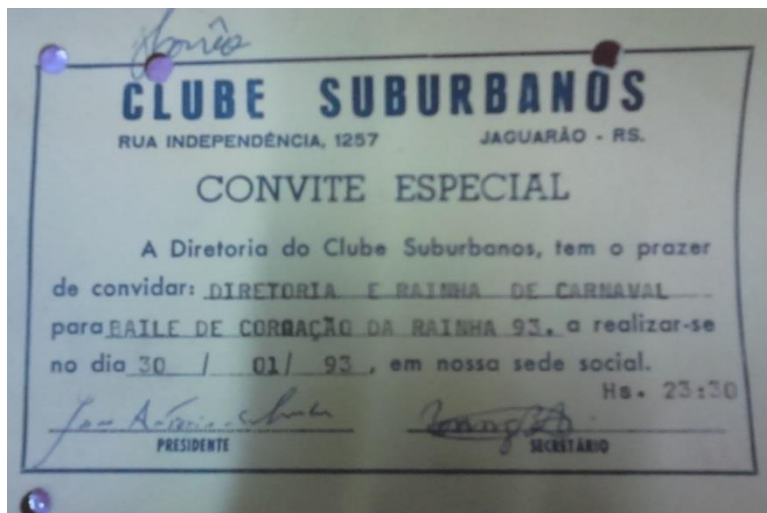 CLUBE SUBURBANOS
RUA INDEPENDÊNCIA, 1257 JAGUARÃO - RS.
CONVITE ESPECIAL
A Diretoria do Clube Suburbanos, tem o prazer
de convidar: DIRETORIA E RAINHA DE CARNAVAL
para BAILE DE COROAÇÃO DA RAINHA 93. a realizar-se
no dia 30 / 01/ 93, em nossa sede social.
Hs. 23:30
PRESIDENTE SECRETÁRIO